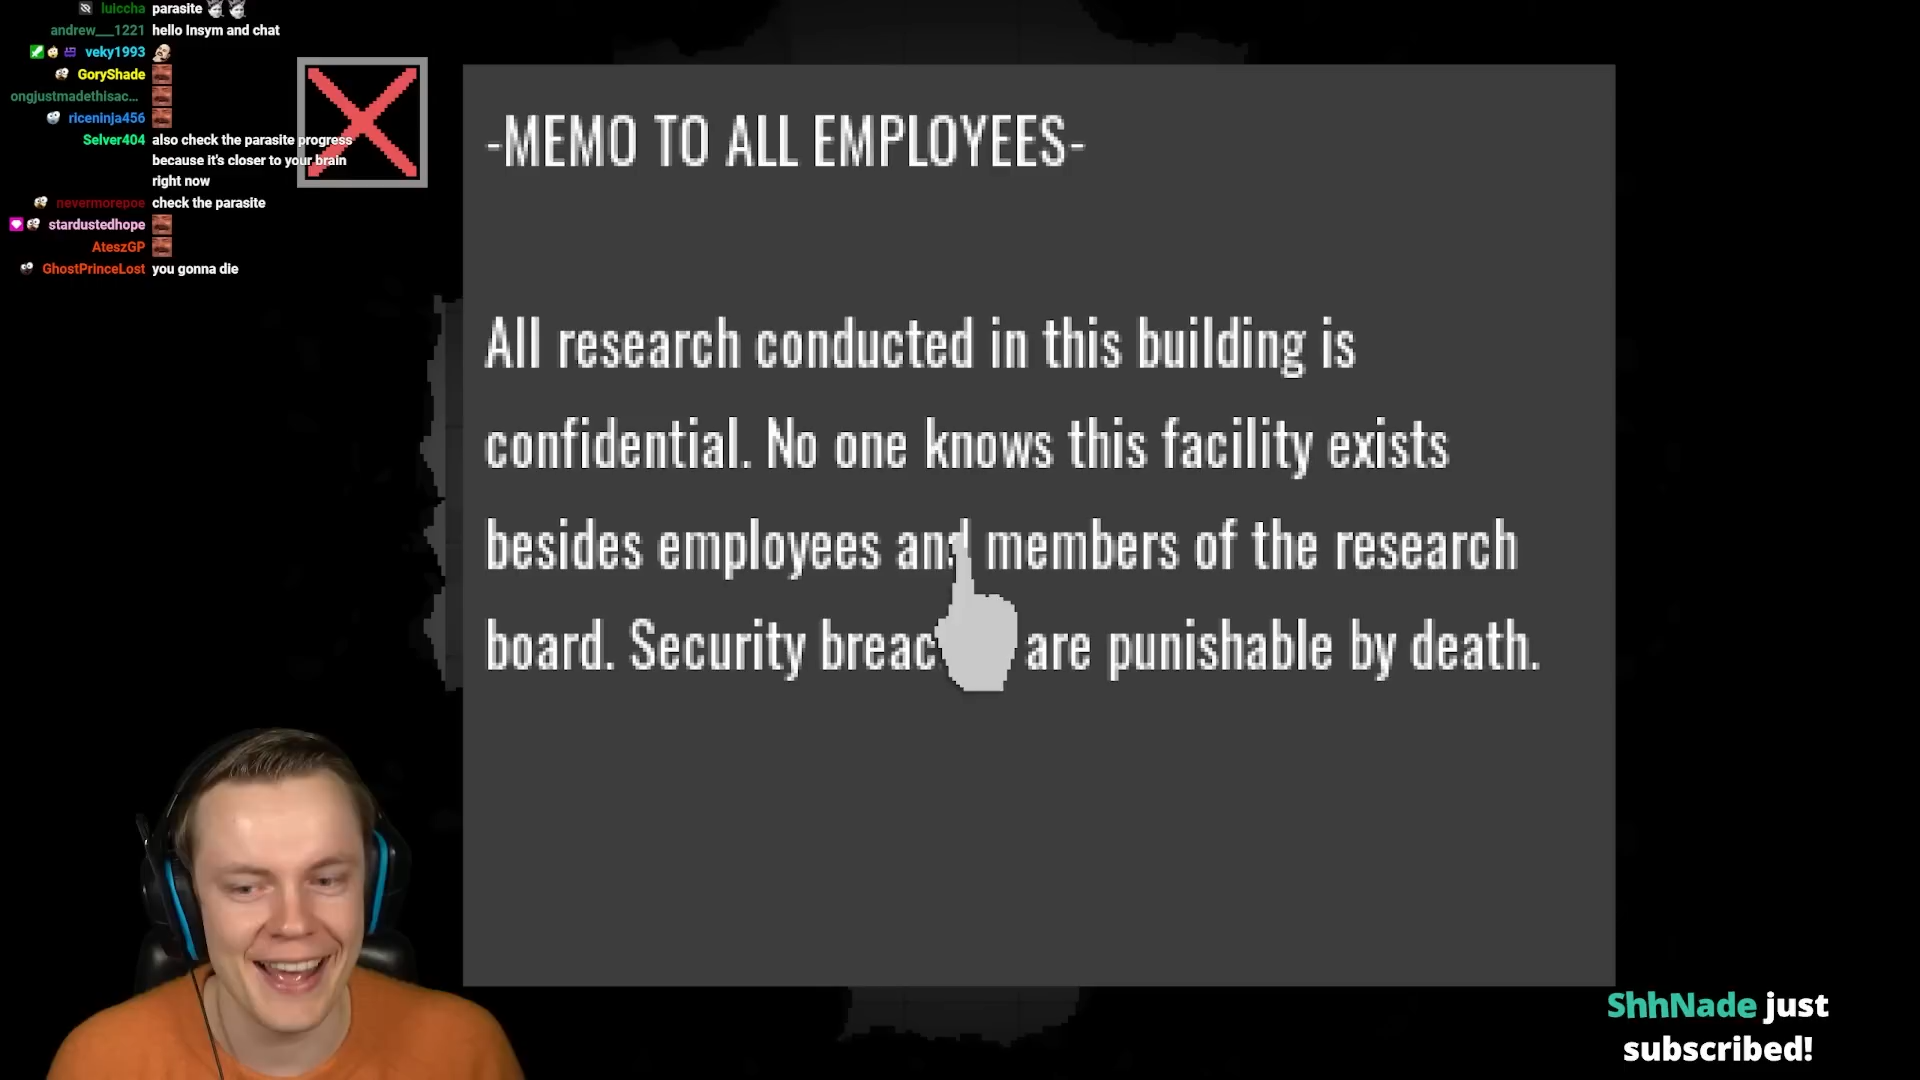 luiccha parasite
andrew___1221 hello Insym and chat
veky1993
GoryShade
ongjustmadethisac...
riceninja456
Selver404 also check the parasite progress
because it's closer to your brain
right now
nevermorepoe check the parasite
stardustedhope
AteszGP
GhostPrinceLost you gonna die
-MEMO TO ALL EMPLOYEES-
All research conducted in this building is
confidential. No one knows this facility exists
besides employees and members of the research
board. Security breac are punishable by death.
ShhNade just
subscribed!